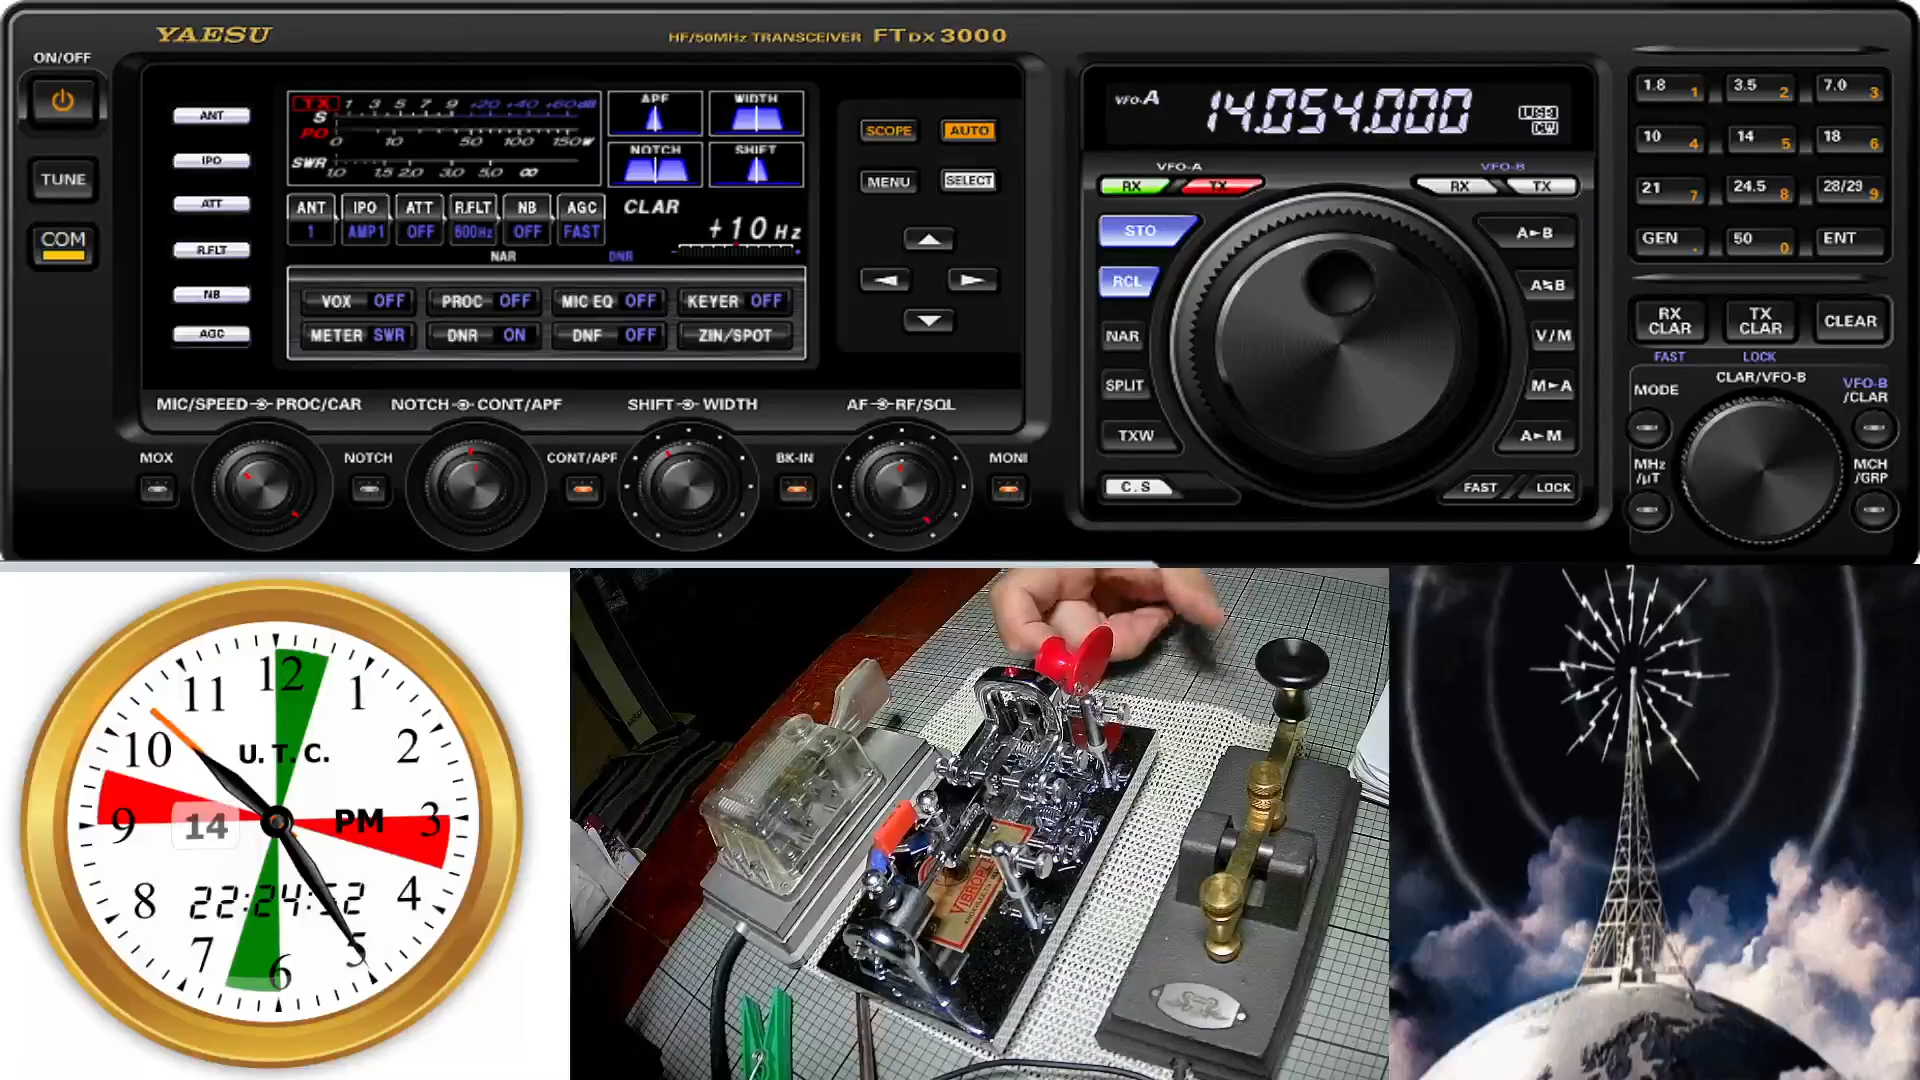 YAESU
HF/50MHz TRANSCEIVER FTDX3000
ON/OFF
TUNE
COM
ANT
IPO
ATT
R.FLT
NB
AGC
TX 1 3 5 7 9 +20 +40 +60dB
S
PO
0 10 50 100 150W
SWR
1.0 1.5 2.0 3.0 5.0 ∞
APF WIDTH
NOTCH SHIFT
ANT IPO ATT R.FLT NB AGC
1 AMP1 OFF 600Hz OFF FAST
NAR DNR
CLAR
+10 Hz
VOX OFF PROC OFF MIC EQ OFF KEYER OFF
METER SWR DNR ON DNF OFF ZIN/SPOT
SCOPE AUTO
MENU SELECT
MIC/SPEED PROC/CAR NOTCH CONT/APF SHIFT WIDTH AF RF/SQL
MOX NOTCH CONT/APF BK-IN MONI
VFO-A 14.054.000 USB
CW
VFO-A VFO-B
RX TX RX TX
STO A►B
RCL
NAR V/M
SPLIT M►A
TXW A►M
C.S FAST LOCK
1.8 1 3.5 2 7.0 3
10 4 14 5 18 6
21 7 24.5 8 28/29 9
GEN . 50 0 ENT
RX CLAR TX CLAR CLEAR
FAST LOCK
MODE CLAR/VFO-B VFO-B
/CLAR
MHz
/µT
MCH
/GRP
12
11 1
10 2
U.T.C.
9 14 PM 3
8 4
22:24:52
7 5
6
VIBROPLEX